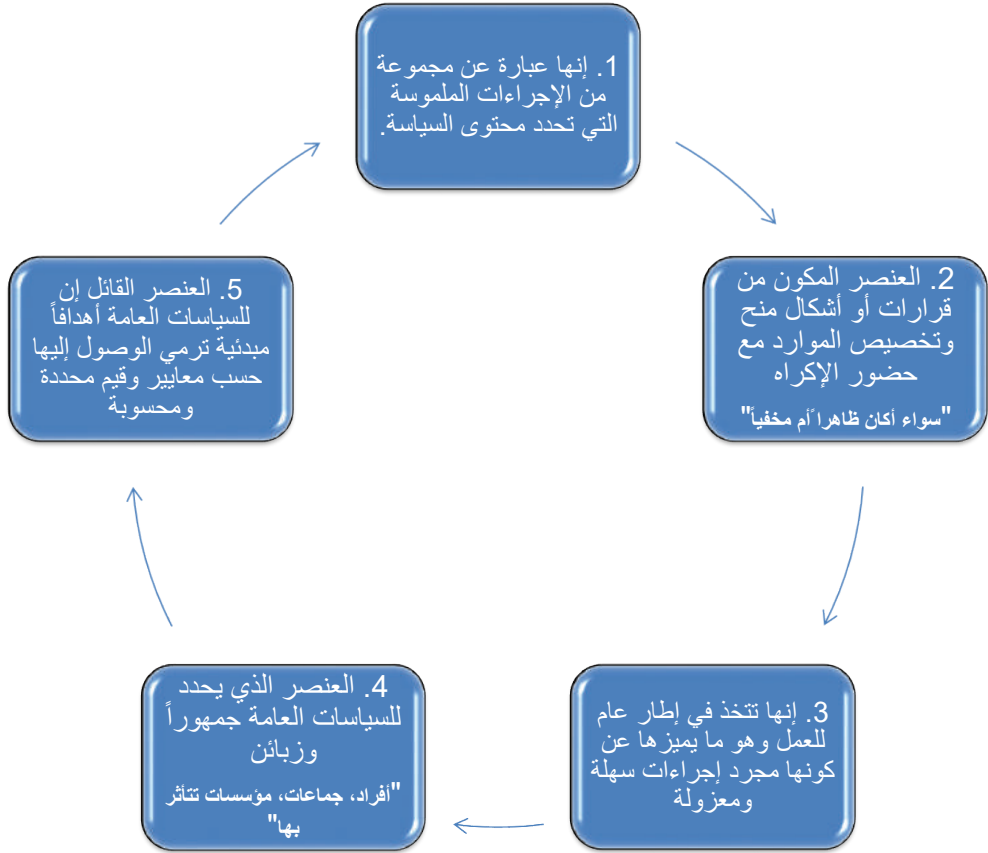 1. إنها عبارة عن مجموعة
من الإجراءات الملموسة
التي تحدد محتوى السياسة.
2. العنصر المكون من
قرارات أو أشكال منح
وتخصيص الموارد مع
حضور الإكراه
"سواء أكان ظاهرا ًأم مخفياً"
3. إنها تتخذ في إطار عام
للعمل وهو ما يميزها عن
كونها مجرد إجراءات سهلة
ومعزولة
4. العنصر الذي يحدد
للسياسات العامة جمهوراً
وزبائن
"أفراد، جماعات، مؤسسات تتأثر
بها"
5. العنصر القائل إن
للسياسات العامة أهدافاً
مبدئية ترمي الوصول إليها
حسب معايير وقيم محددة
ومحسوبة